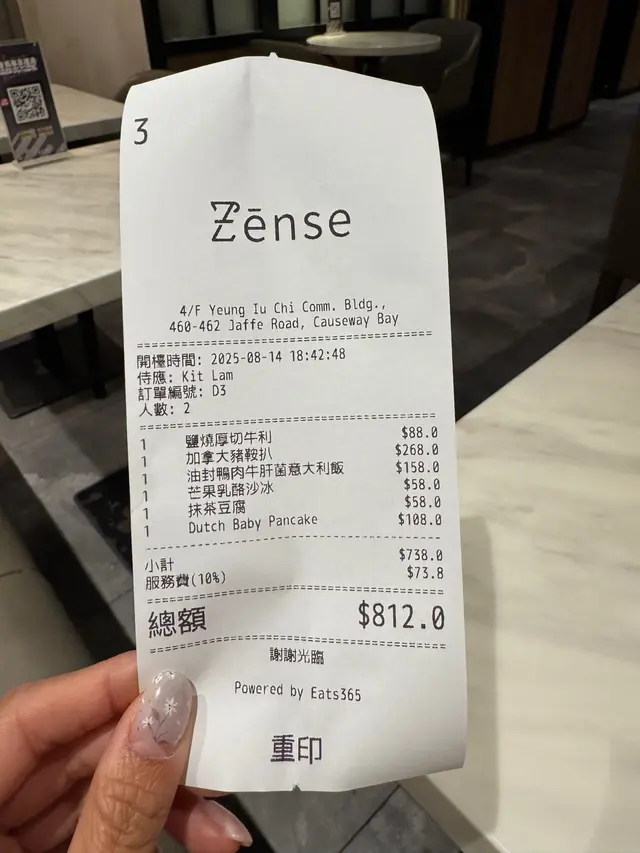 3
Zēnse
4/F Yeung Iu Chi Comm. Bldg.,
460-462 Jaffe Road, Causeway Bay
開檯時間: 2025-08-14 18:42:48
侍應: Kit Lam
訂單編號: D3
人數: 2
1 鹽燒厚切牛利 $88.0
1 加拿大豬鞍扒 $268.0
1 油封鴨肉牛肝菌意大利飯 $158.0
1 芒果乳酪沙冰 $58.0
1 抹茶豆腐 $58.0
1 Dutch Baby Pancake $108.0
小計 $738.0
服務費(10%) $73.8
總額 $812.0
謝謝光臨
Powered by Eats365
重印